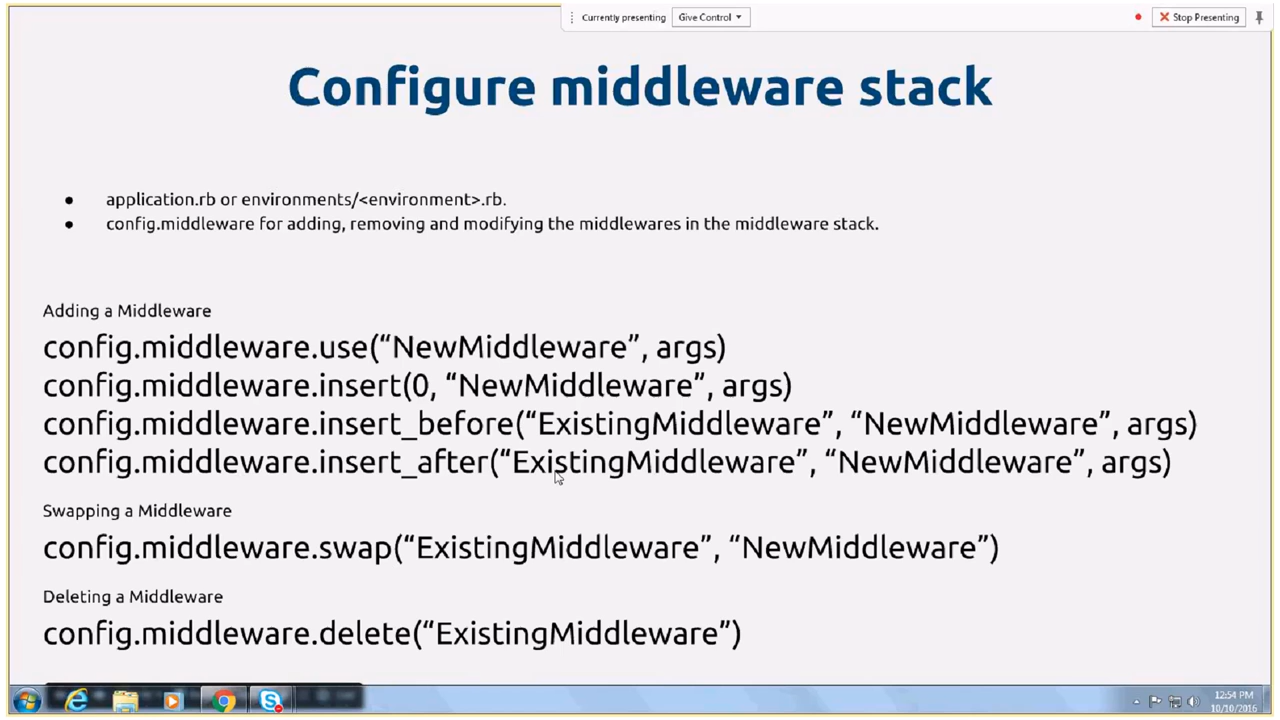 Currently presenting Give Control Stop Presenting
Configure middleware stack
● application.rb or environments/<environment>.rb.
● config.middleware for adding, removing and modifying the middlewares in the middleware stack.
Adding a Middleware
config.middleware.use(“NewMiddleware”, args)
config.middleware.insert(0, “NewMiddleware”, args)
config.middleware.insert_before(“ExistingMiddleware”, “NewMiddleware”, args)
config.middleware.insert_after(“ExistingMiddleware”, “NewMiddleware”, args)
Swapping a Middleware
config.middleware.swap(“ExistingMiddleware”, “NewMiddleware”)
Deleting a Middleware
config.middleware.delete(“ExistingMiddleware”)
12:54 PM
10/10/2016